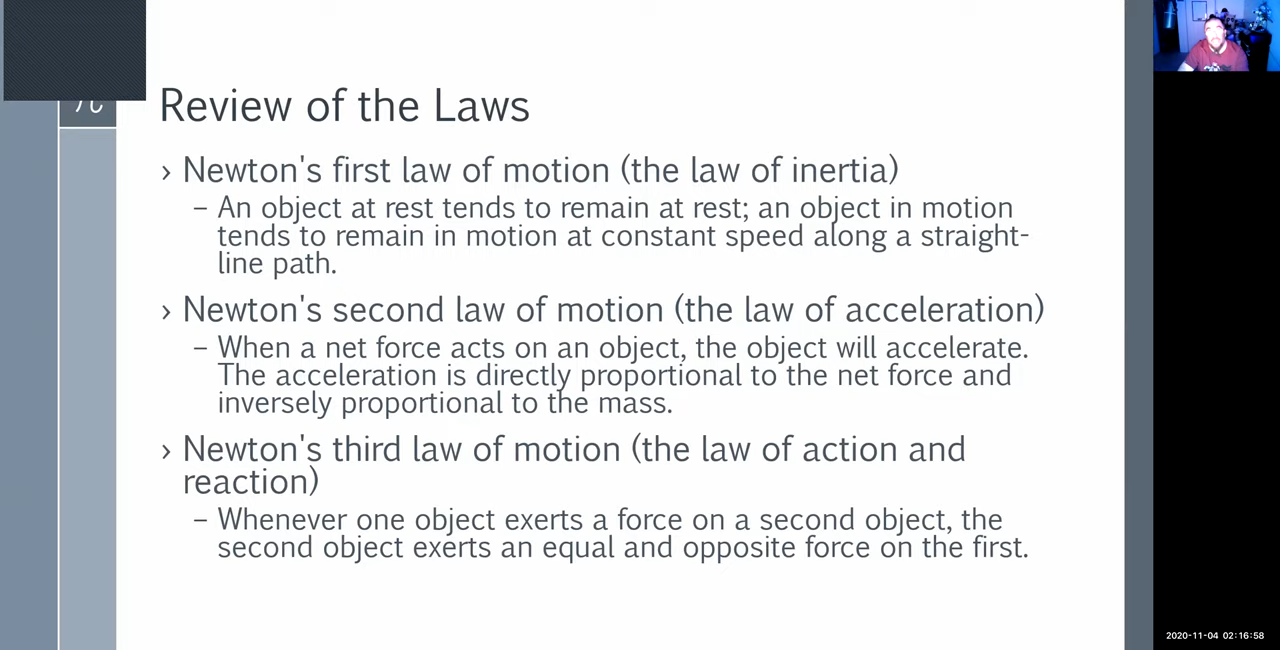 Review of the Laws
› Newton's first law of motion (the law of inertia)
– An object at rest tends to remain at rest; an object in motion
tends to remain in motion at constant speed along a straight-
line path.
› Newton's second law of motion (the law of acceleration)
– When a net force acts on an object, the object will accelerate.
The acceleration is directly proportional to the net force and
inversely proportional to the mass.
› Newton's third law of motion (the law of action and
reaction)
– Whenever one object exerts a force on a second object, the
second object exerts an equal and opposite force on the first.
2020-11-04 02:16:58